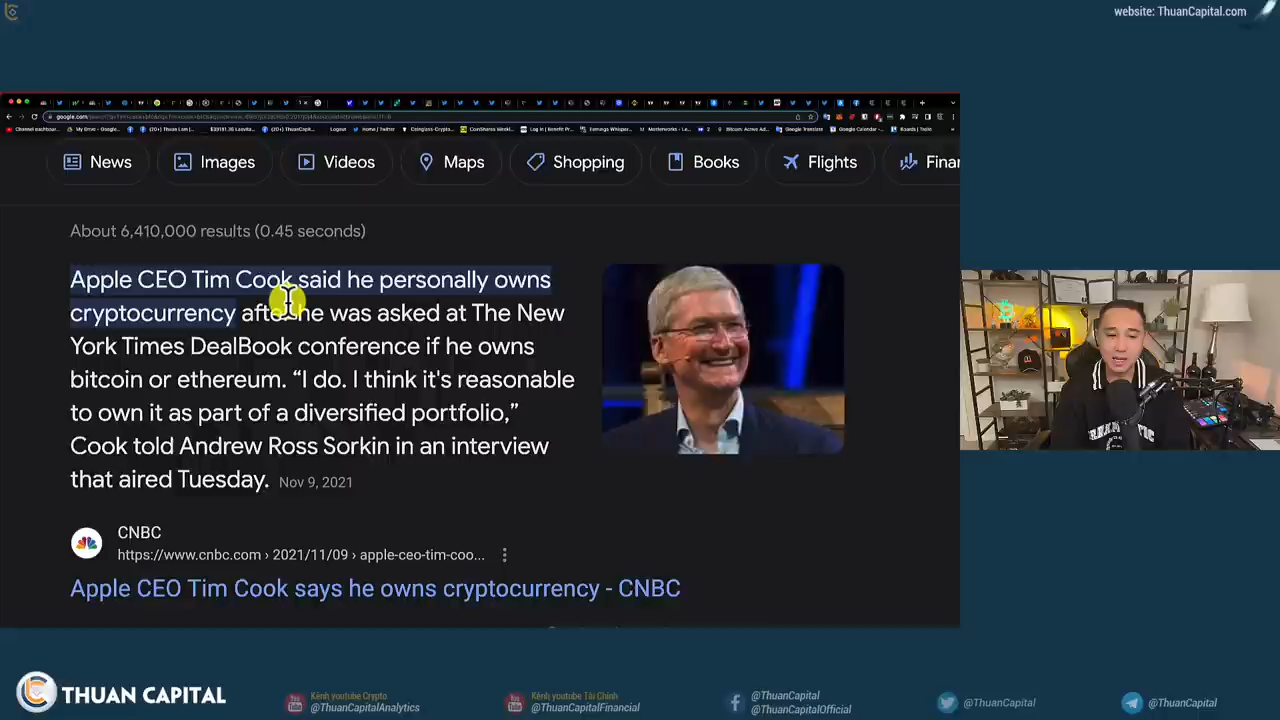 website: ThuanCapital.com
News
Images
Videos
Maps
Shopping
Books
Flights
Finan
About 6,410,000 results (0.45 seconds)
Apple CEO Tim Cook said he personally owns
cryptocurrency after he was asked at The New
York Times DealBook conference if he owns
bitcoin or ethereum. “I do. I think it's reasonable
to own it as part of a diversified portfolio,”
Cook told Andrew Ross Sorkin in an interview
that aired Tuesday. Nov 9, 2021
CNBC
https://www.cnbc.com › 2021/11/09 › apple-ceo-tim-coo...
Apple CEO Tim Cook says he owns cryptocurrency - CNBC
THUAN CAPITAL
Kênh youtube Crypto
@ThuanCapitalAnalytics
Kênh youtube Tài Chính
@ThuanCapitalFinancial
@ThuanCapital
@ThuanCapitalOfficial
@ThuanCapital
@ThuanCapital